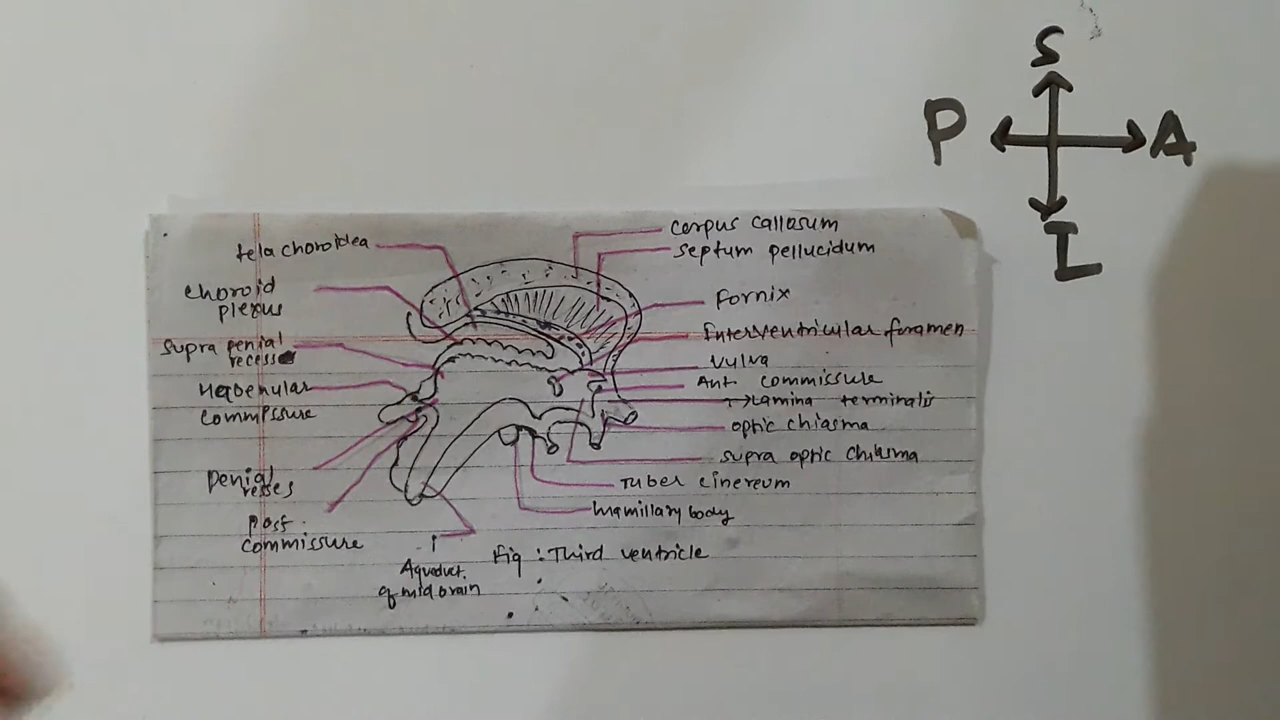 S
P A
I
tela choroidea
choroid
plexus
supra penial
recess
Habenular
commissure
penial
resses
post
commissure
Aqueduct
of mid brain
corpus callosum
septum pellucidum
Fornix
Interventricular foramen
vulva
Ant. commissure
→Lamina terminalis
optic chiasma
supra optic chiasma
Tuber cinereum
mamillary body
Fig : Third ventricle